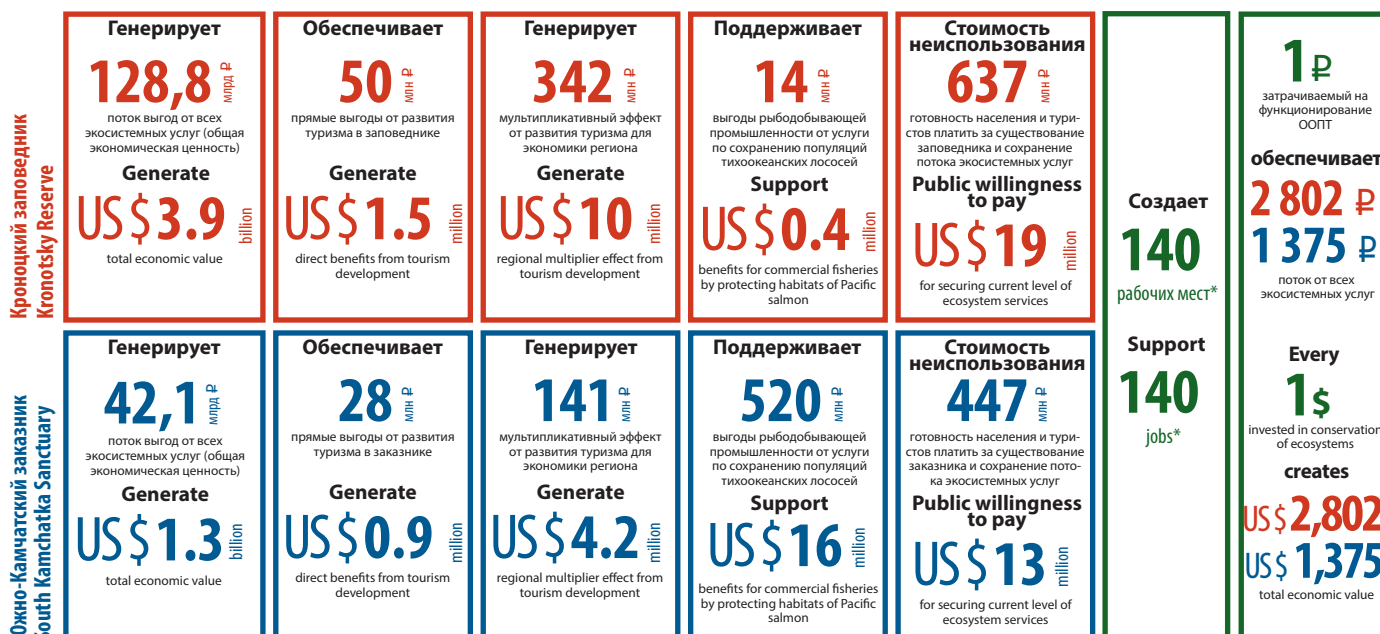 Кроноцкий заповедник
Kronotsky Reserve
Генерирует
128,8 млрд ₽
поток выгод от всех
экосистемных услуг (общая
экономическая ценность)
Generate
US $ 3.9 billion
total economic value
Обеспечивает
50 млн ₽
прямые выгоды от развития
туризма в заповеднике
Generate
US $ 1.5 million
direct benefits from tourism
development
Генерирует
342 млн ₽
мультипликативный эффект
от развития туризма для
экономики региона
Generate
US $ 10 million
regional multiplier effect from
tourism development
Поддерживает
14 млн ₽
выгоды рыбодобывающей
промышленности от услуги
по сохранению популяций
тихоокеанских лососей
Support
US $ 0.4 million
benefits for commercial fisheries
by protecting habitats of Pacific
salmon
Стоимость
неиспользования
637 млн ₽
готовность населения и тури-
стов платить за существование
заповедника и сохранение
потока экосистемных услуг
Public willingness
to pay
US $ 19 million
for securing current level of
ecosystem services
Южно-Камчатский заказник
South Kamchatka Sanctuary
Генерирует
42,1 млрд ₽
поток выгод от всех
экосистемных услуг (общая
экономическая ценность)
Generate
US $ 1.3 billion
total economic value
Обеспечивает
28 млн ₽
прямые выгоды от развития
туризма в заказнике
Generate
US $ 0.9 million
direct benefits from tourism
development
Генерирует
141 млн ₽
мультипликативный эффект
от развития туризма для
экономики региона
Generate
US $ 4.2 million
regional multiplier effect from
tourism development
Поддерживает
520 млн ₽
выгоды рыбодобывающей
промышленности от услуги
по сохранению популяций
тихоокеанских лососей
Support
US $ 16 million
benefits for commercial fisheries
by protecting habitats of Pacific
salmon
Стоимость
неиспользования
447 млн ₽
готовность населения и тури-
стов платить за существование
заказника и сохранение пото-
ка экосистемных услуг
Public willingness
to pay
US $ 13 million
for securing current level of
ecosystem services
Создает
140
рабочих мест*
Support
140
jobs*
1 ₽
затрачиваемый на
функционирование
ООПТ
обеспечивает
2 802 ₽
1 375 ₽
поток от всех
экосистемных услуг
Every
1 $
invested in conservation
of ecosystems
creates
US $ 2,802
US $ 1,375
total economic value